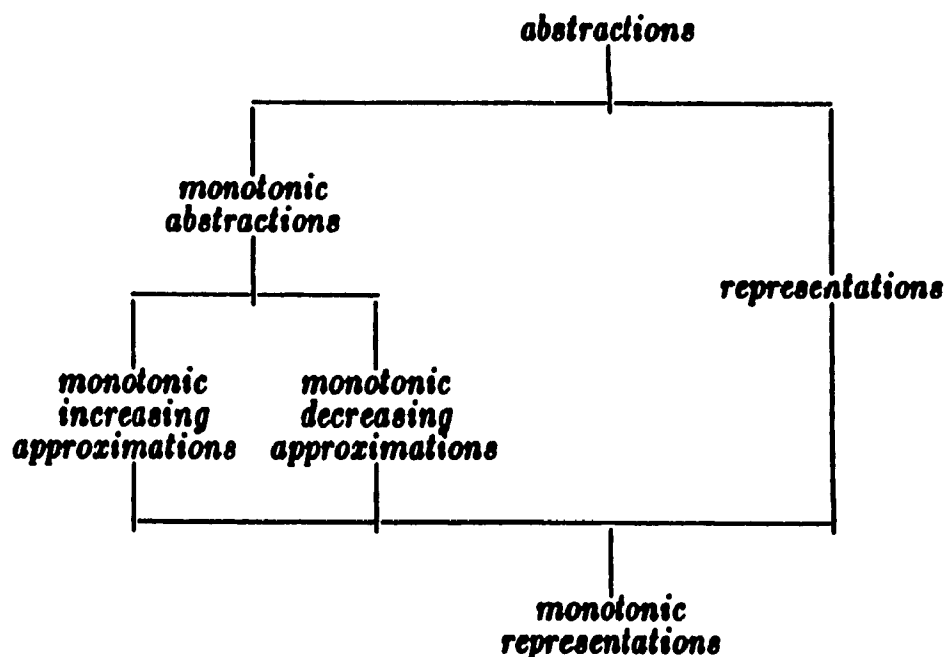 abstractions
monotonic
abstractions
representations
monotonic
increasing
approximations
monotonic
decreasing
approximations
monotonic
representations